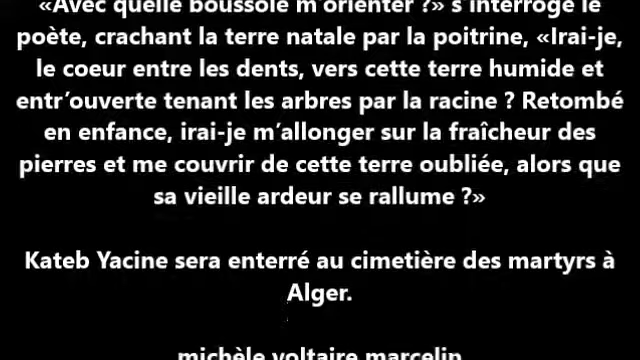 «Avec quelle boussole m'orienter ?» s'interroge le
poète, crachant la terre natale par la poitrine, «Irai-je,
le coeur entre les dents, vers cette terre humide et
entr’ouverte tenant les arbres par la racine ? Retombé
en enfance, irai-je m’allonger sur la fraîcheur des
pierres et me couvrir de cette terre oubliée, alors que
sa vieille ardeur se rallume ?»
Kateb Yacine sera enterré au cimetière des martyrs à
Alger.
michèle voltaire marcelin